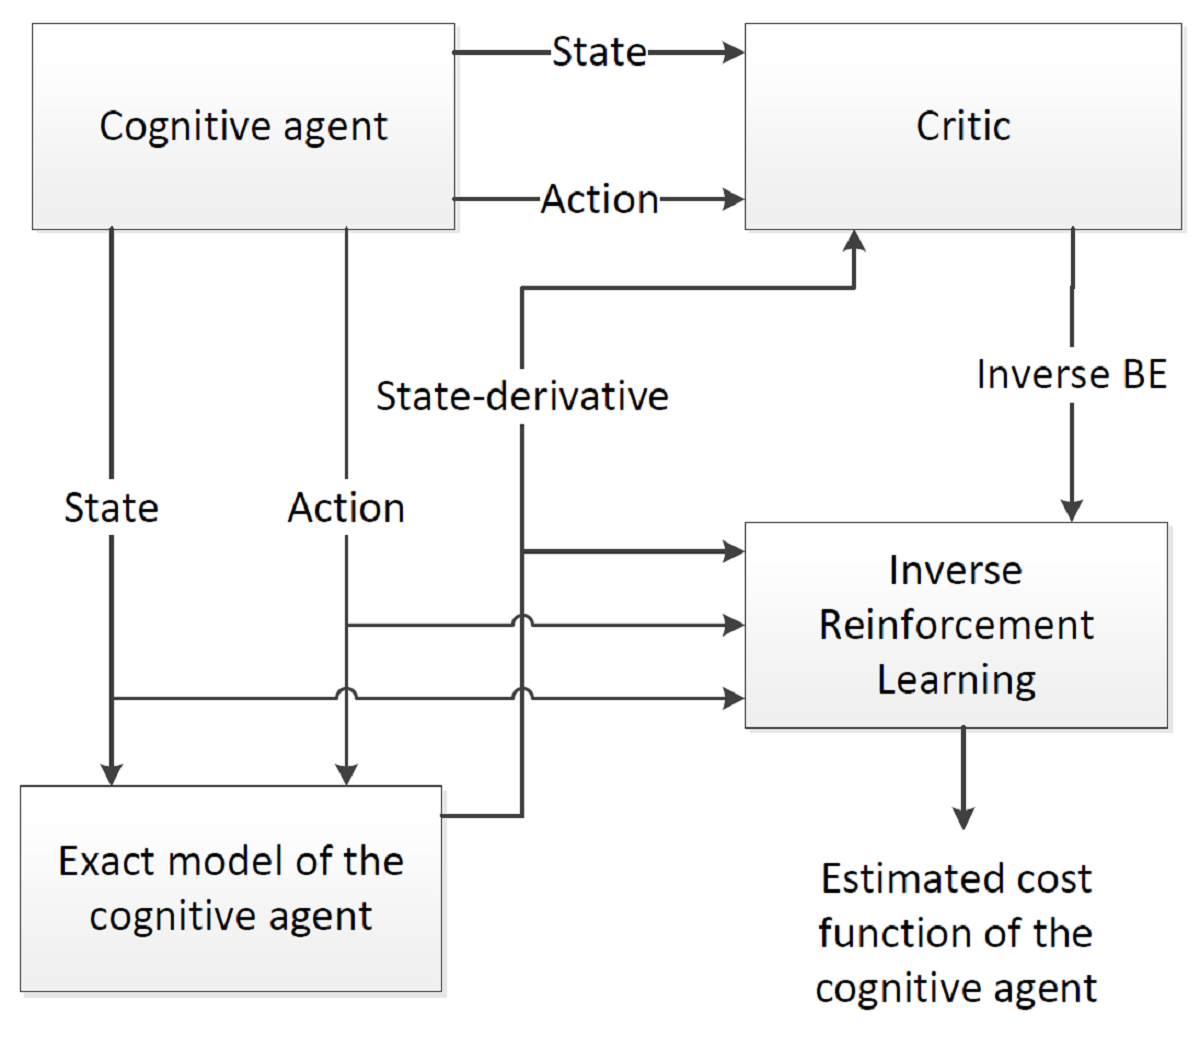 State
Cognitive agent
Critic
Action
Inverse BE
State-derivative
State
Action
Inverse
Reinforcement
Learning
Exact model of the
cognitive agent
Estimated cost
function of the
cognitive agent